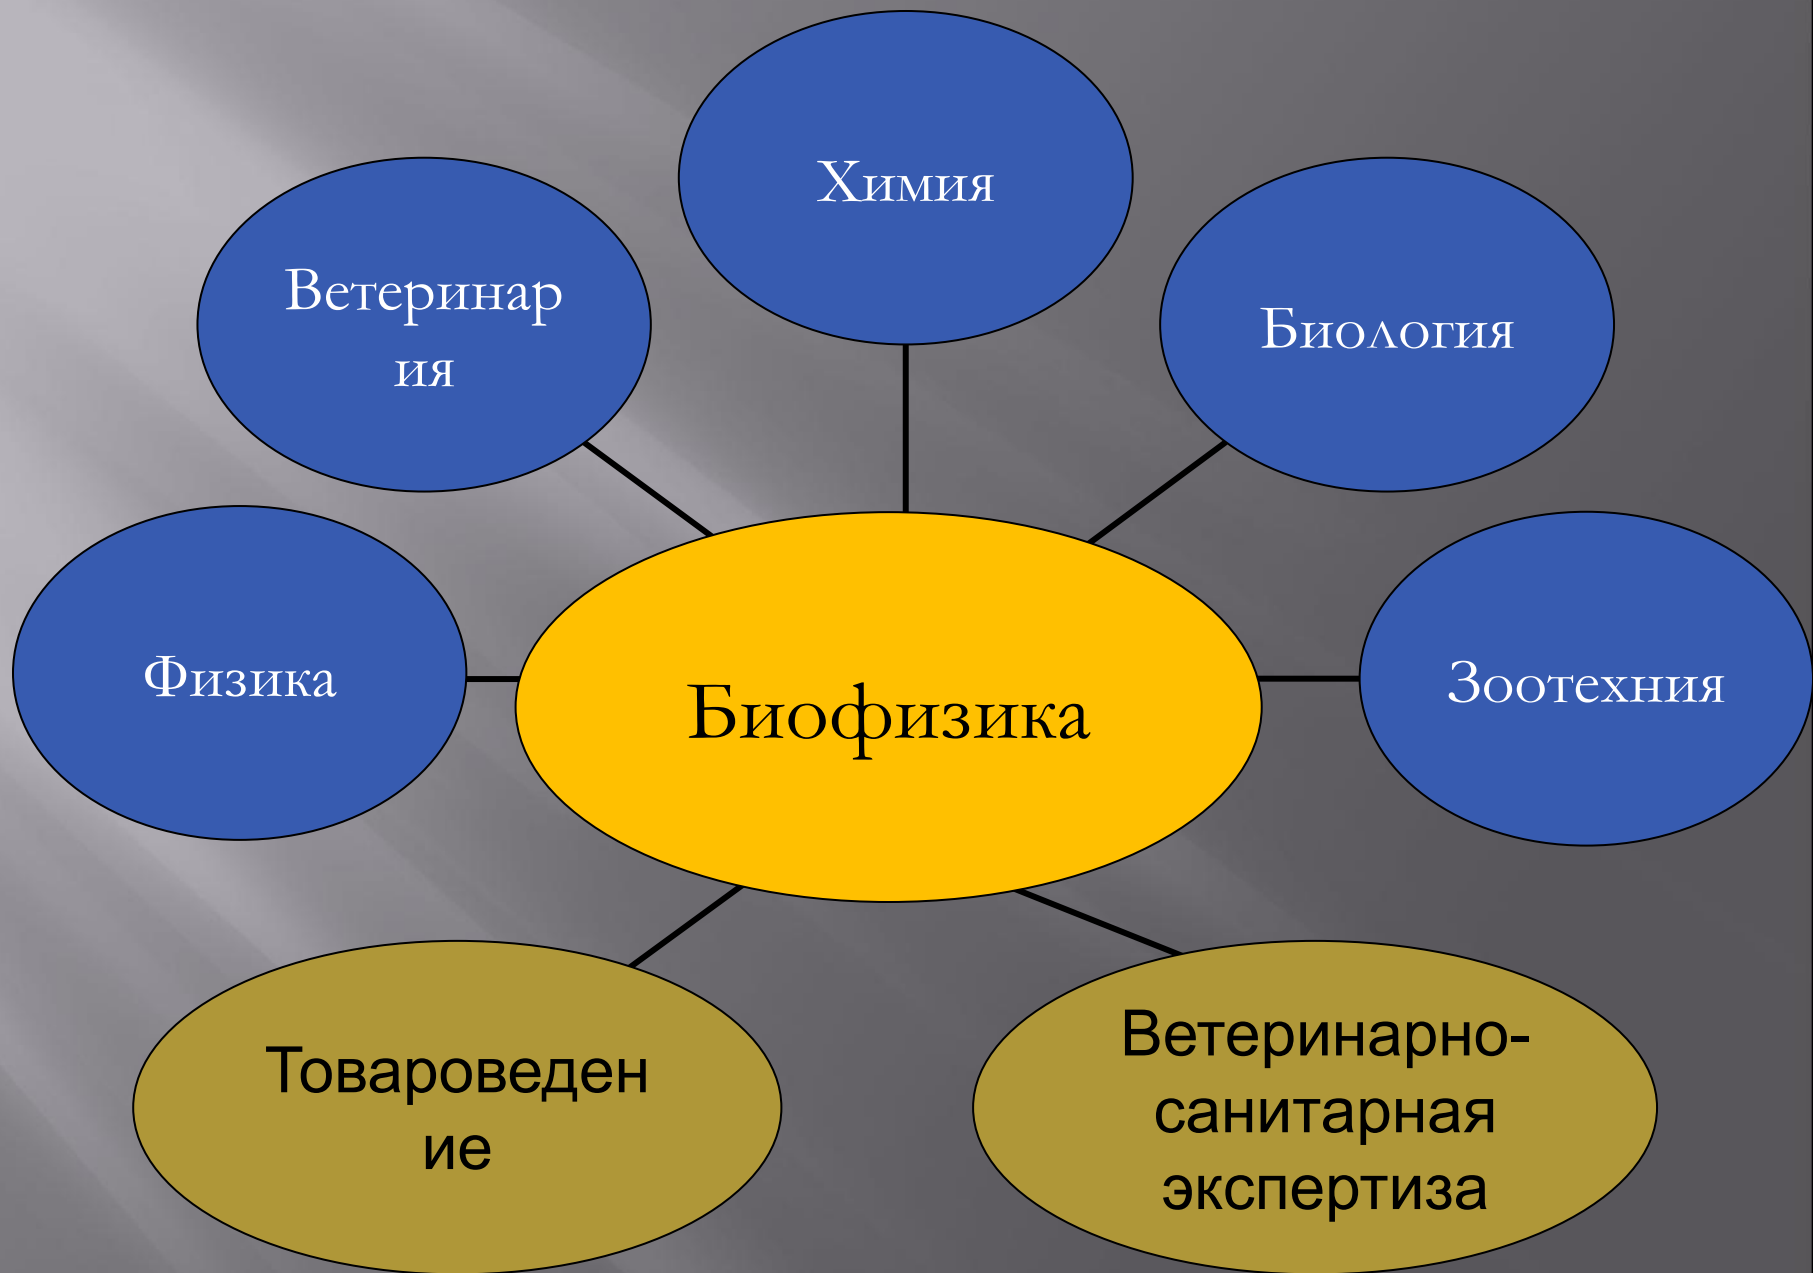 Химия
Ветеринар
ия
Биология
Физика
Биофизика
Зоотехния
Товароведен
ие
Ветеринарно-
санитарная
экспертиза